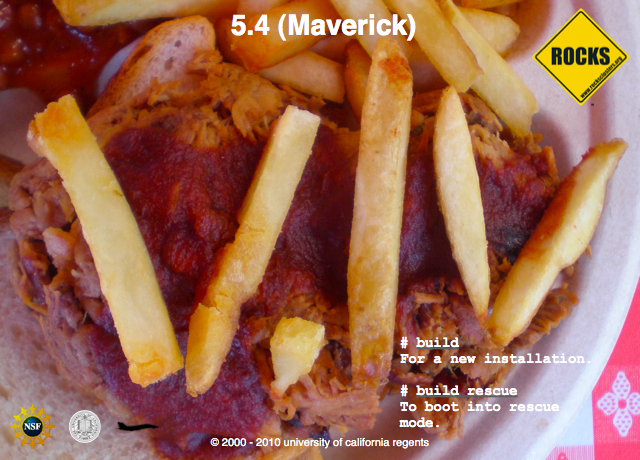 5.4 (Maverick)
ROCKS
www.rocksclusters.org
# build
For a new installation.
# build rescue
To boot into rescue
mode.
NSF
© 2000 - 2010 university of california regents